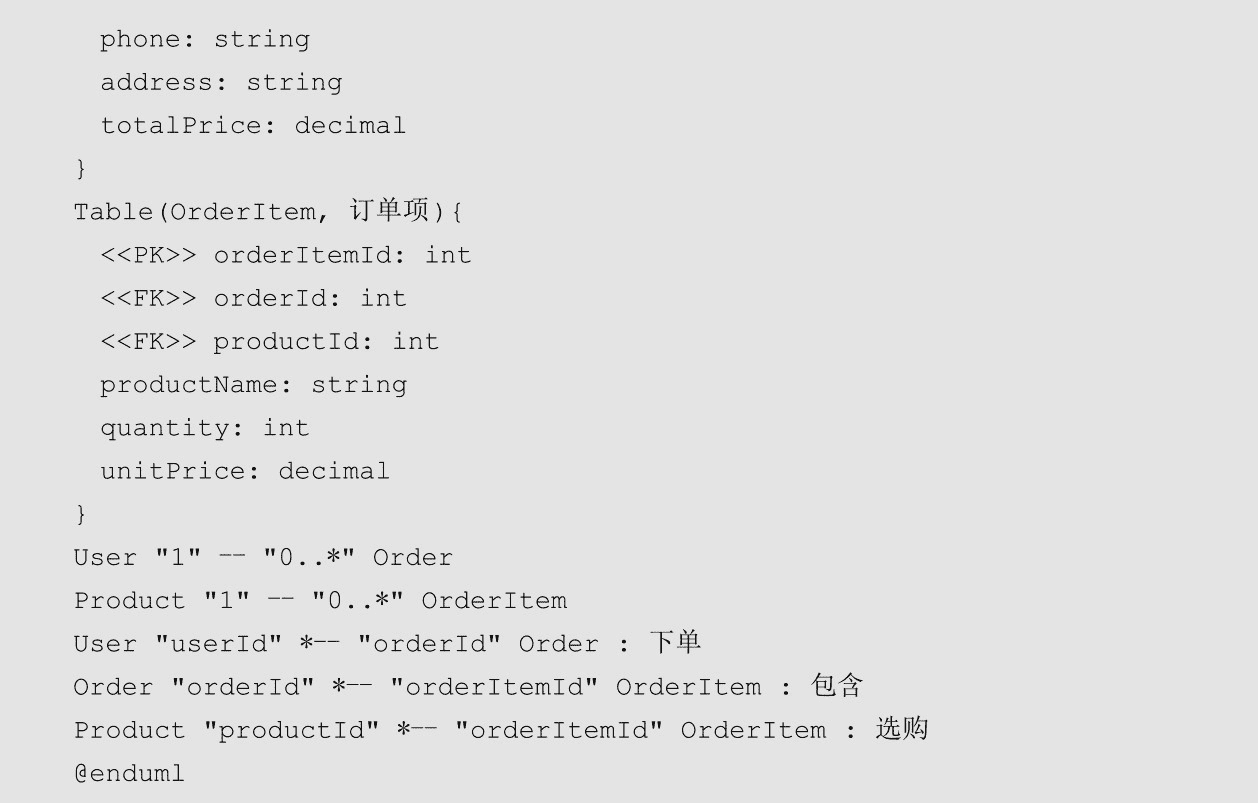 phone: string
address: string
totalPrice: decimal
}
Table(OrderItem, 订单项){
<<PK>> orderItemId: int
<<FK>> orderId: int
<<FK>> productId: int
productName: string
quantity: int
unitPrice: decimal
}
User "1" -- "0..*" Order
Product "1" -- "0..*" OrderItem
User "userId" *-- "orderId" Order : 下单
Order "orderId" *-- "orderItemId" OrderItem : 包含
Product "productId" *-- "orderItemId" OrderItem : 选购
@enduml